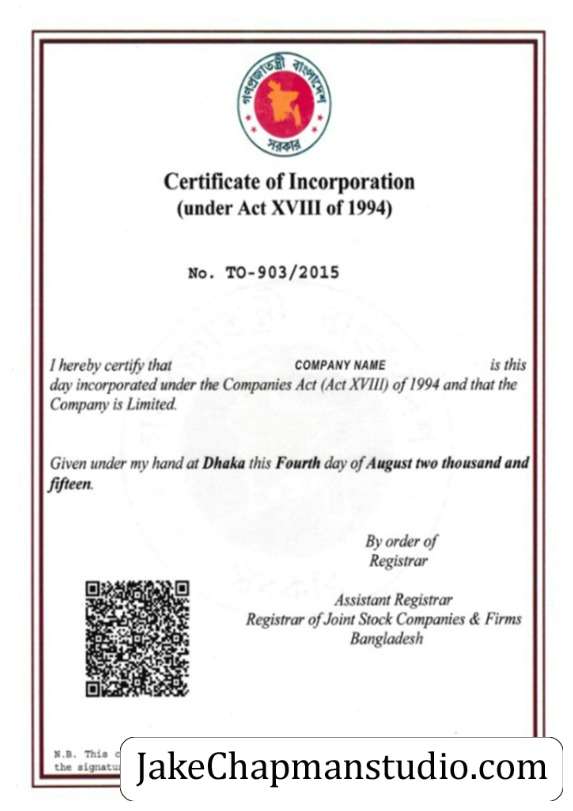 গণপ্রজাতন্ত্রী বাংলাদেশ
সরকার
Certificate of Incorporation
(under Act XVIII of 1994)
No. TO-903/2015
I hereby certify that COMPANY NAME is this
day incorporated under the Companies Act (Act XVIII) of 1994 and that the
Company is Limited.
Given under my hand at Dhaka this Fourth day of August two thousand and
fifteen.
By order of
Registrar
Assistant Registrar
Registrar of Joint Stock Companies & Firms
Bangladesh
N.B. This
the
JakeChapmanstudio.com